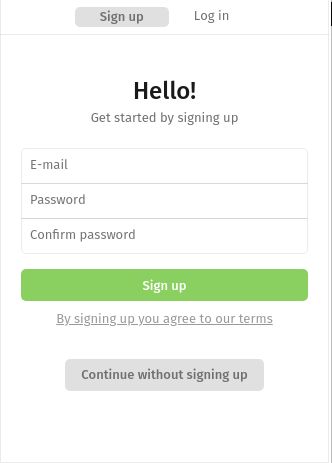 Sign up
Log in
Hello!
Get started by signing up
E-mail
Password
Confirm password
Sign up
By signing up you agree to our terms
Continue without signing up